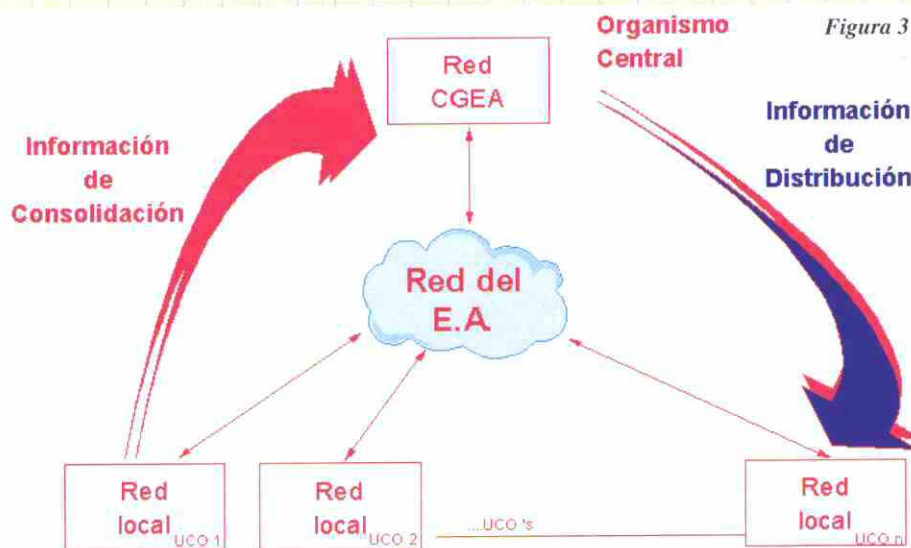 Figura 3
Organismo
Central
Red
CGEA
Información
de
Consolidación
Información
de
Distribución
Red del
E.A.
Red
local
UCO 1
Red
local
UCO 2
....UCO 's
Red
local
UCO n